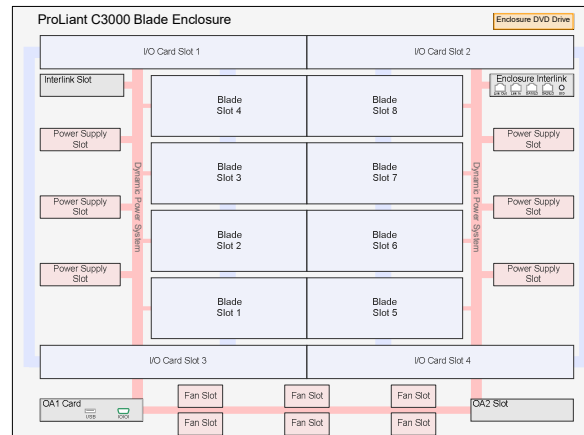 ProLiant C3000 Blade Enclosure
Enclosure DVD Drive
I/O Card Slot 1
I/O Card Slot 2
Interlink Slot
Enclosure Interlink
Blade
Slot 4
Blade
Slot 8
Power Supply
Slot
Power Supply
Slot
Blade
Slot 3
Blade
Slot 7
Dynamic Power System
Dynamic Power System
Power Supply
Slot
Power Supply
Slot
Blade
Slot 2
Blade
Slot 6
Power Supply
Slot
Power Supply
Slot
Blade
Slot 1
Blade
Slot 5
I/O Card Slot 3
I/O Card Slot 4
OA1 Card
USB
IOIOI
Fan Slot
Fan Slot
Fan Slot
OA2 Slot
Fan Slot
Fan Slot
Fan Slot